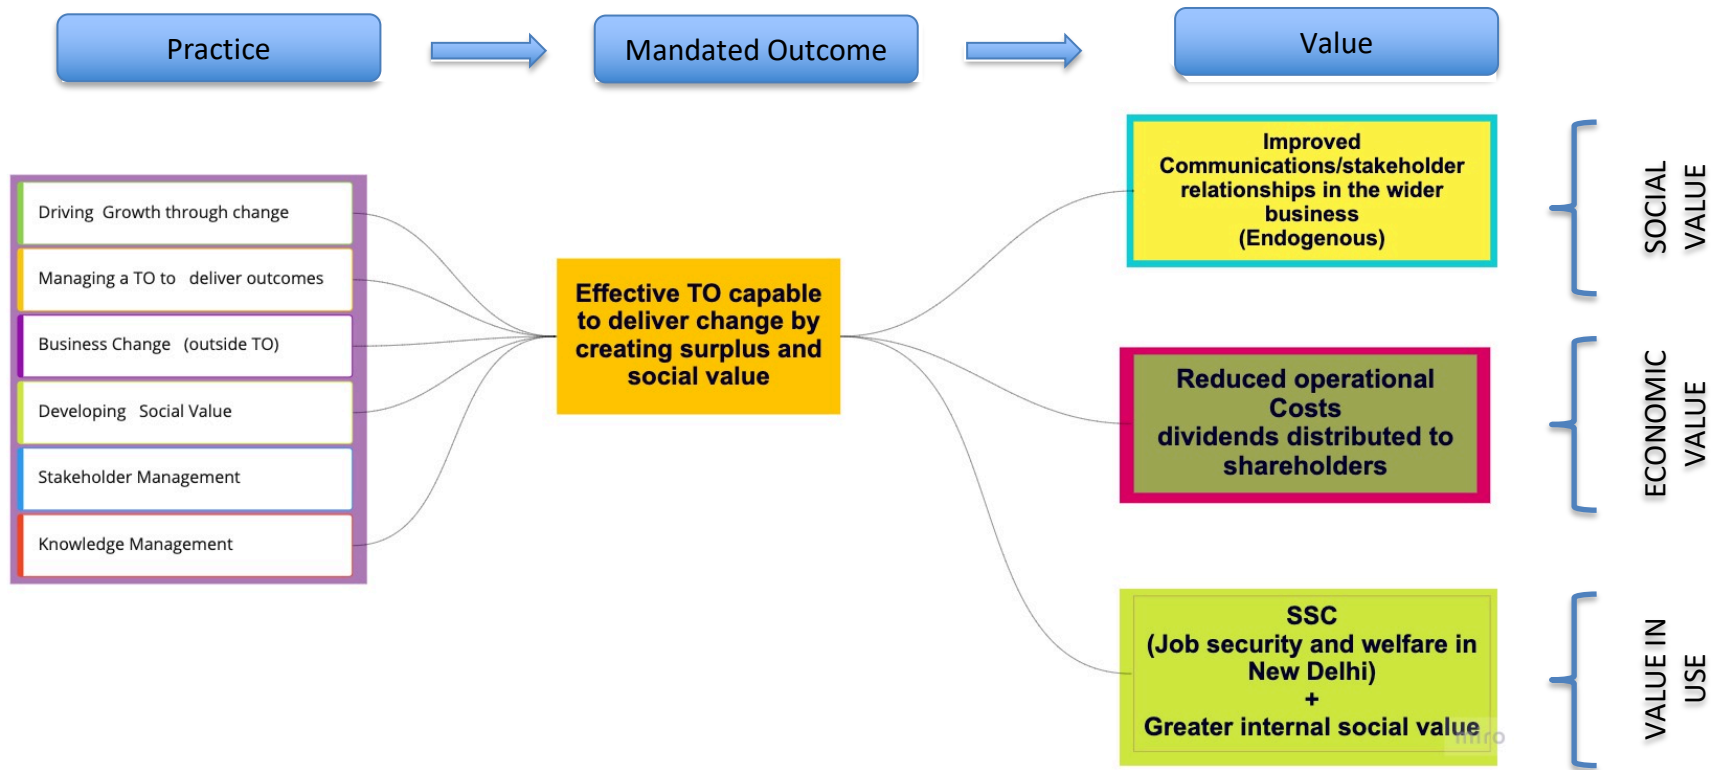 Practice
Mandated Outcome
Value
Driving Growth through change
Managing a TO to deliver outcomes
Business Change (outside TO)
Developing Social Value
Stakeholder Management
Knowledge Management
Effective TO capable
to deliver change by
creating surplus and
social value
Improved
Communications/stakeholder
relationships in the wider
business
(Endogenous)
SOCIAL
VALUE
Reduced operational
Costs
dividends distributed to
shareholders
ECONOMIC
VALUE
SSC
(Job security and welfare in
New Delhi)
+
Greater internal social value
miro
VALUE IN
USE